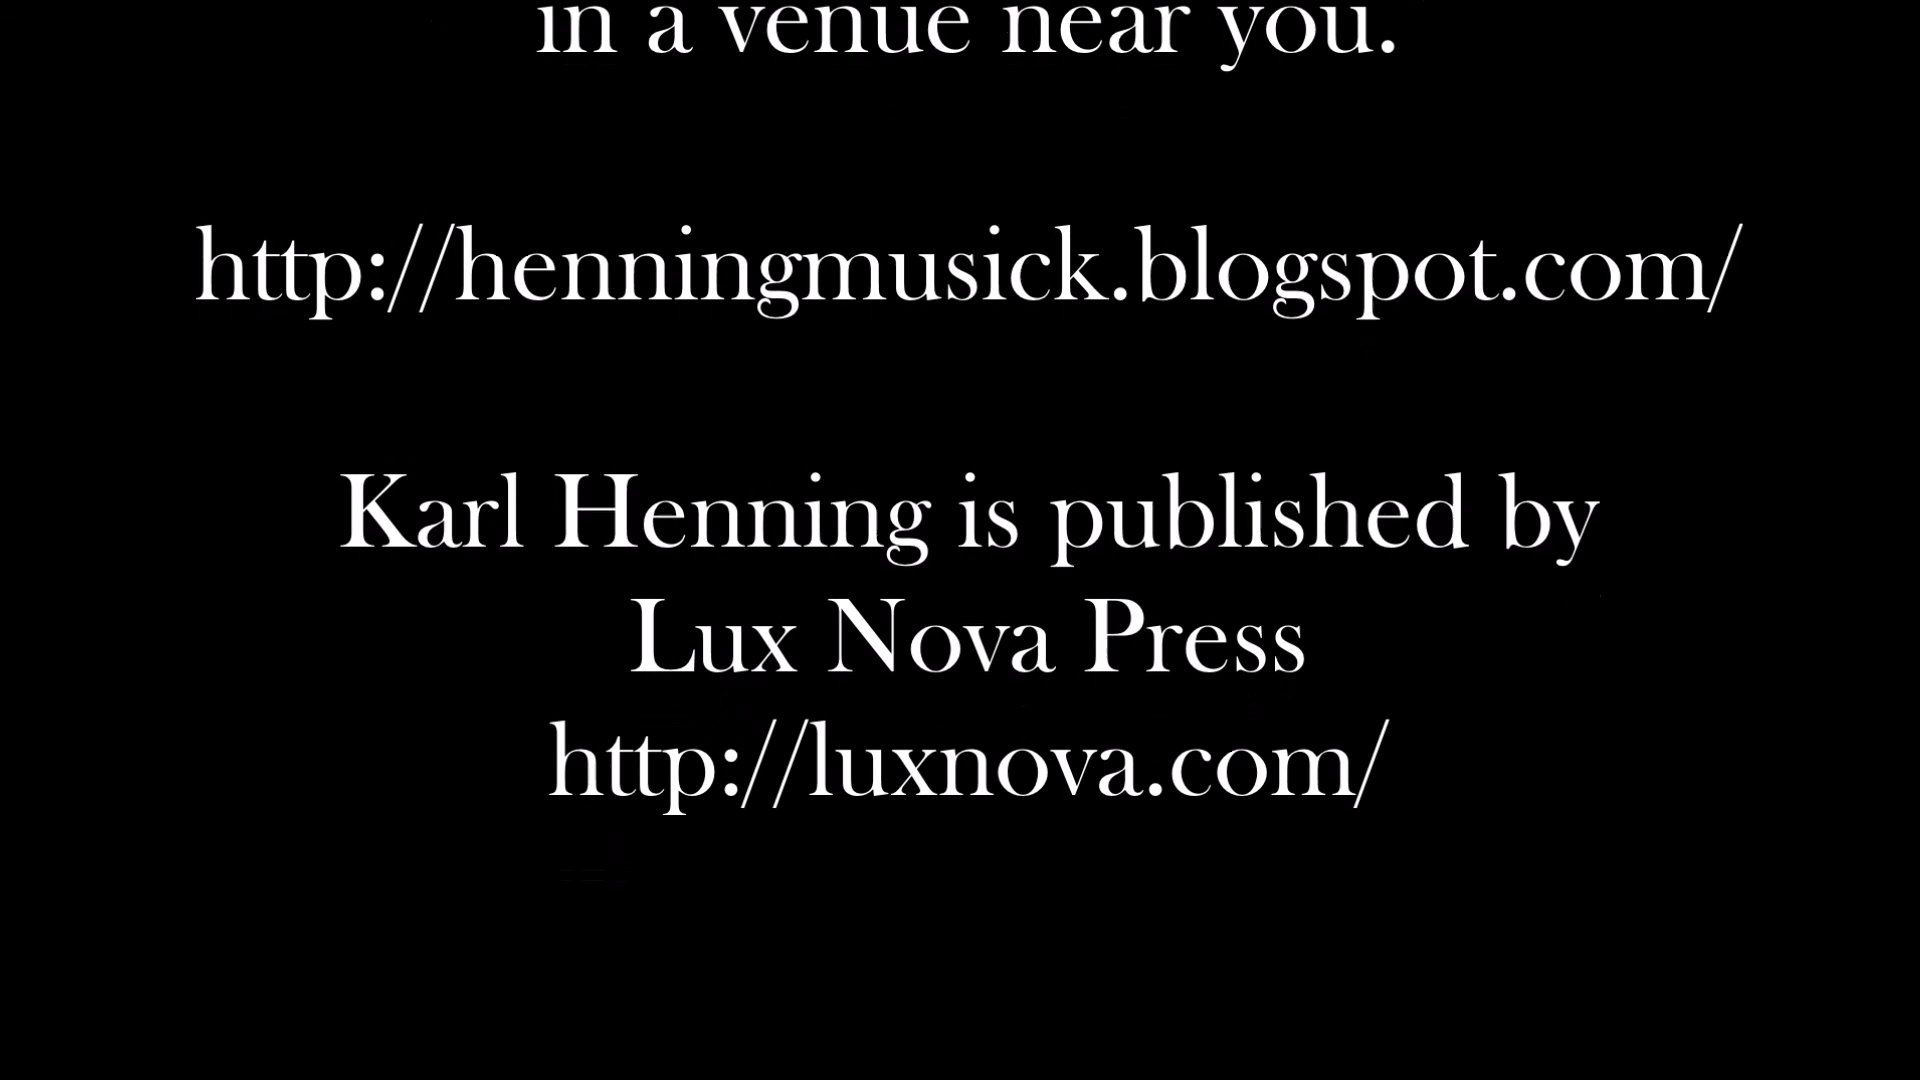 in a venue near you.
http://henningmusick.blogspot.com/
Karl Henning is published by
Lux Nova Press
http://luxnova.com/